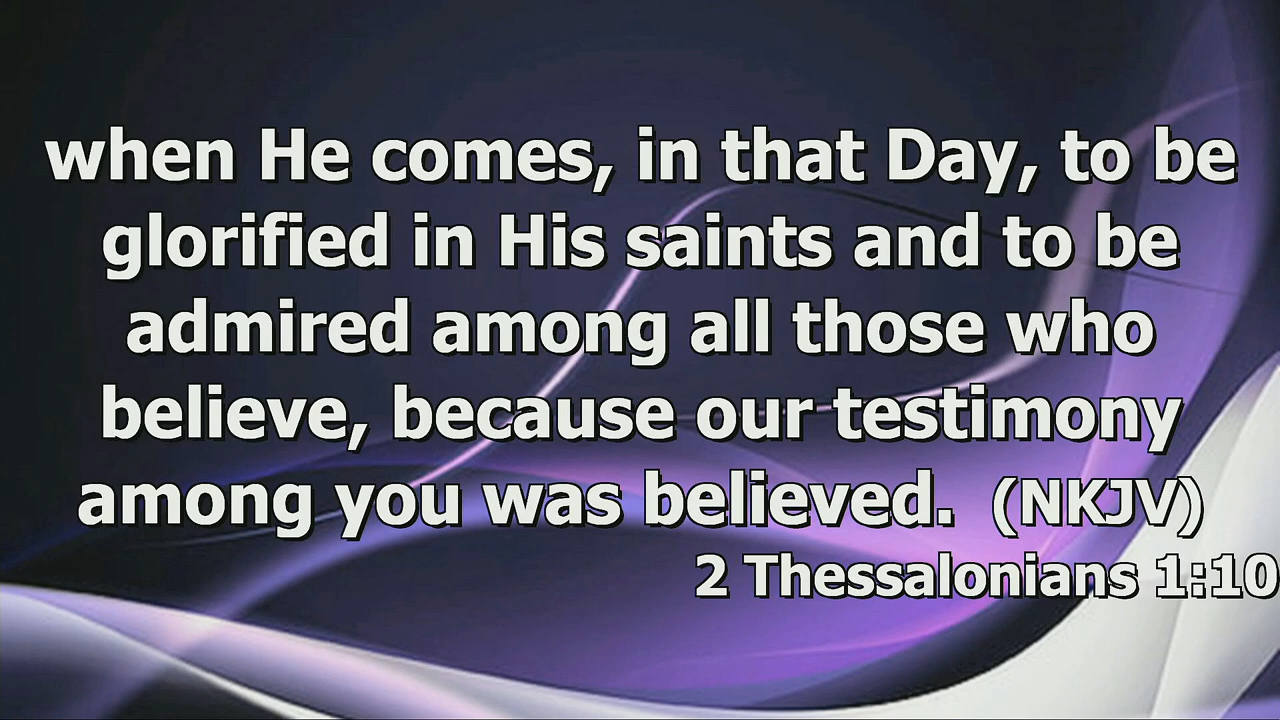 when He comes, in that Day, to be
glorified in His saints and to be
admired among all those who
believe, because our testimony
among you was believed.  (NKJV)
2 Thessalonians 1:10